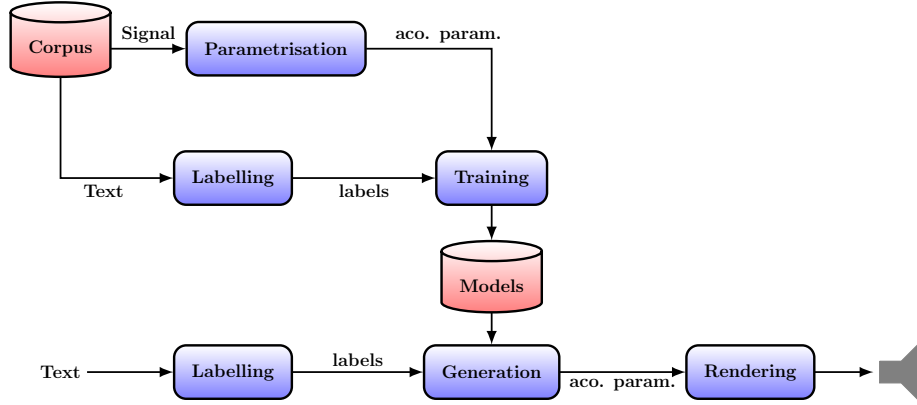 Signal
aco. param.
Corpus
Parametrisation
Labelling
Training
Text
labels
Models
labels
Text
Labelling
Generation
Rendering
aco. param.